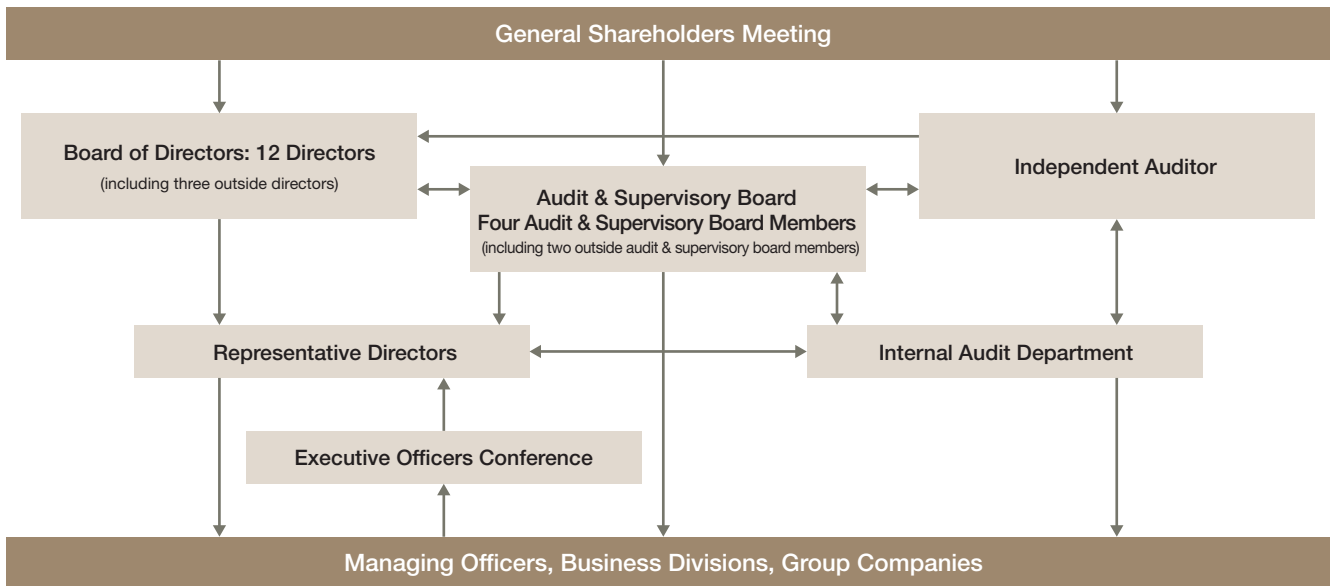 General Shareholders Meeting
Board of Directors: 12 Directors
(including three outside directors)
Independent Auditor
Audit & Supervisory Board
Four Audit & Supervisory Board Members
(including two outside audit & supervisory board members)
Representative Directors
Internal Audit Department
Executive Officers Conference
Managing Officers, Business Divisions, Group Companies